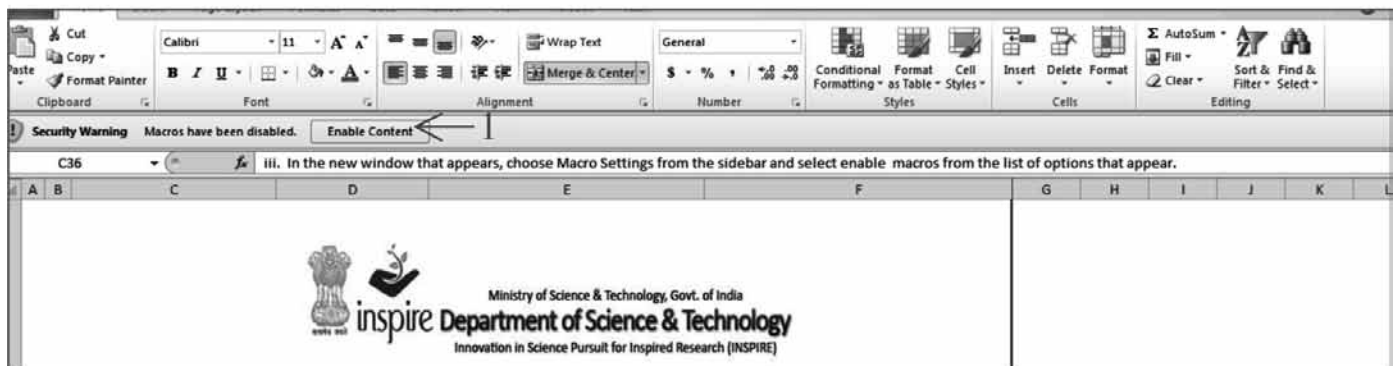 Cut
Copy
Paste
Format Painter
Clipboard
Calibri
11
A A
B I U
A
Font
Wrap Text
Merge & Center
Alignment
General
$ % , .0 .00 .00 .0
Number
Conditional Formatting
Format as Table
Cell Styles
Styles
Insert Delete Format
Cells
Σ AutoSum
Fill
Clear
Sort & Filter
Find & Select
Editing
Security Warning Macros have been disabled. Enable Content I
C36 fx iii. In the new window that appears, choose Macro Settings from the sidebar and select enable macros from the list of options that appear.
A B C D E F G H I J K L
Ministry of Science & Technology, Govt. of India
inspire Department of Science & Technology
Innovation in Science Pursuit for Inspired Research (INSPIRE)